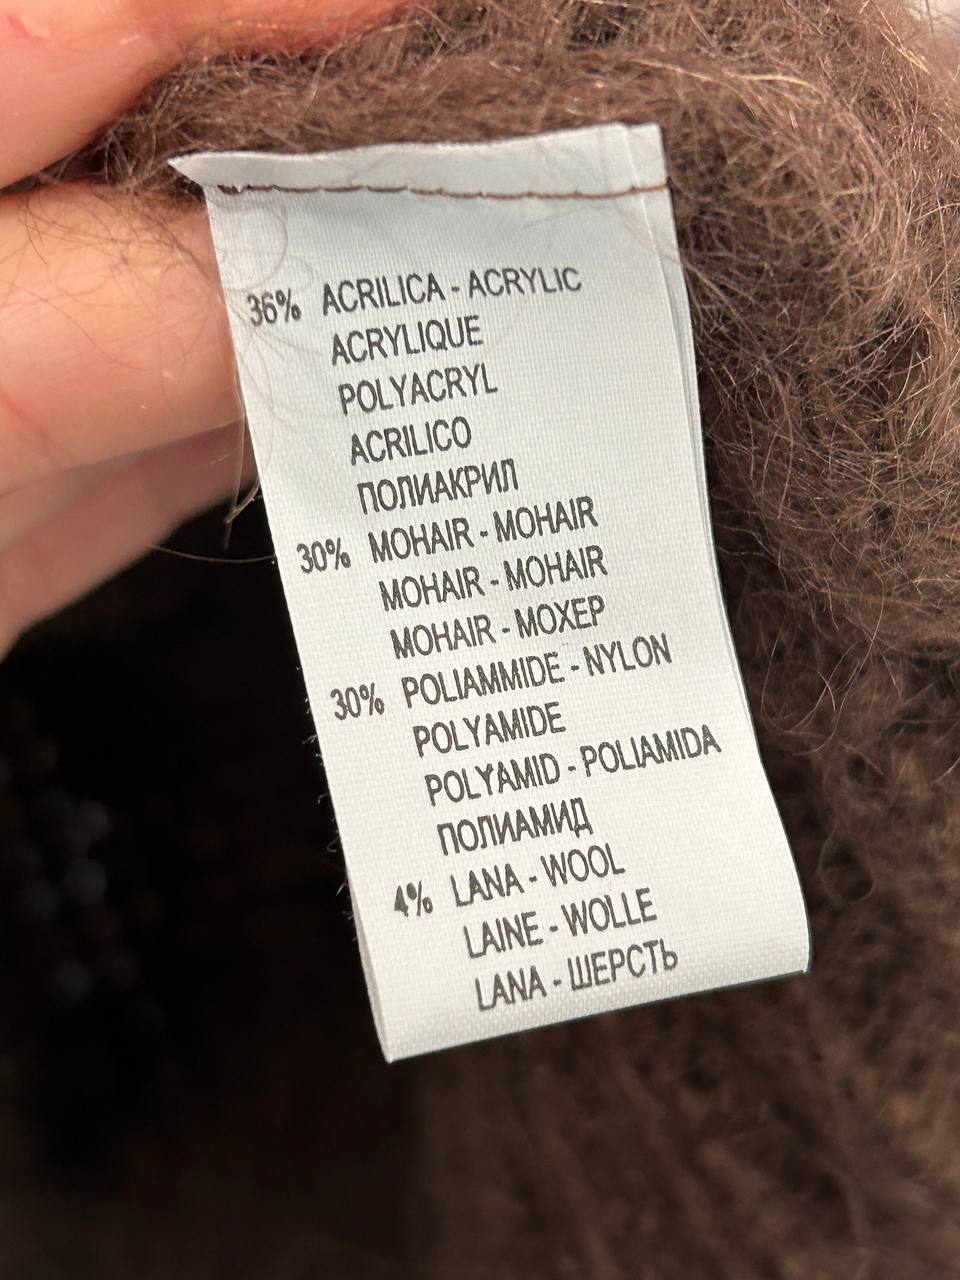 36% ACRILICA - ACRYLIC
ACRYLIQUE
POLYACRYL
ACRILICO
ПОЛИАКРИЛ
30% MOHAIR - MOHAIR
MOHAIR - MOHAIR
MOHAIR - МОХЕР
30% POLIAMMIDE - NYLON
POLYAMIDE
POLYAMID - POLIAMIDA
ПОЛИАМИД
4% LANA - WOOL
LAINE - WOLLE
LANA - ШЕРСТЬ